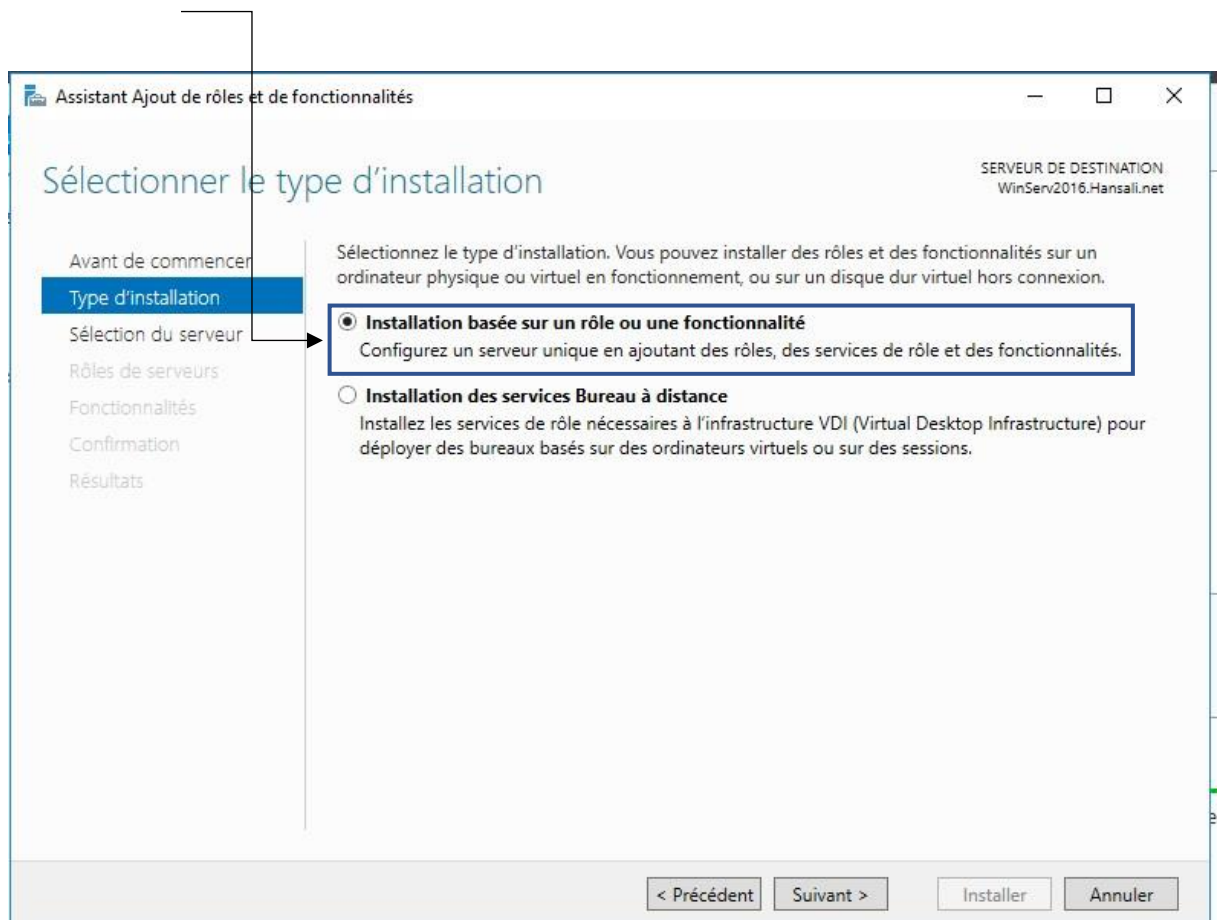 Assistant Ajout de rôles et de fonctionnalités
Sélectionner le type d'installation
SERVEUR DE DESTINATION
WinServ2016.Hansali.net
Avant de commencer
Type d'installation
Sélection du serveur
Rôles de serveurs
Fonctionnalités
Confirmation
Résultats
Sélectionnez le type d'installation. Vous pouvez installer des rôles et des fonctionnalités sur un
ordinateur physique ou virtuel en fonctionnement, ou sur un disque dur virtuel hors connexion.
Installation basée sur un rôle ou une fonctionnalité
Configurez un serveur unique en ajoutant des rôles, des services de rôle et des fonctionnalités.
Installation des services Bureau à distance
Installez les services de rôle nécessaires à l'infrastructure VDI (Virtual Desktop Infrastructure) pour
déployer des bureaux basés sur des ordinateurs virtuels ou sur des sessions.
< Précédent Suivant > Installer Annuler